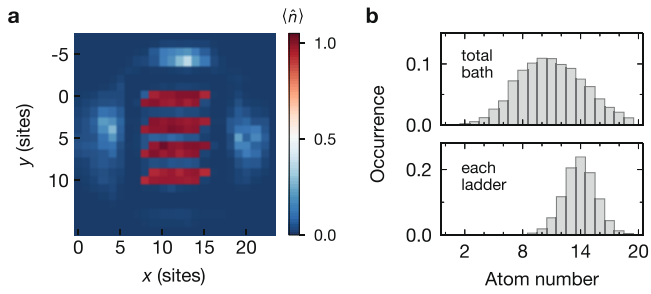 a
⟨n̂⟩
b
-5
0
5
10
y (sites)
0
5
10
15
20
x (sites)
1.0
0.5
0.0
Occurrence
0.1
0.0
total
bath
0.2
0.0
each
ladder
2
8
14
20
Atom number